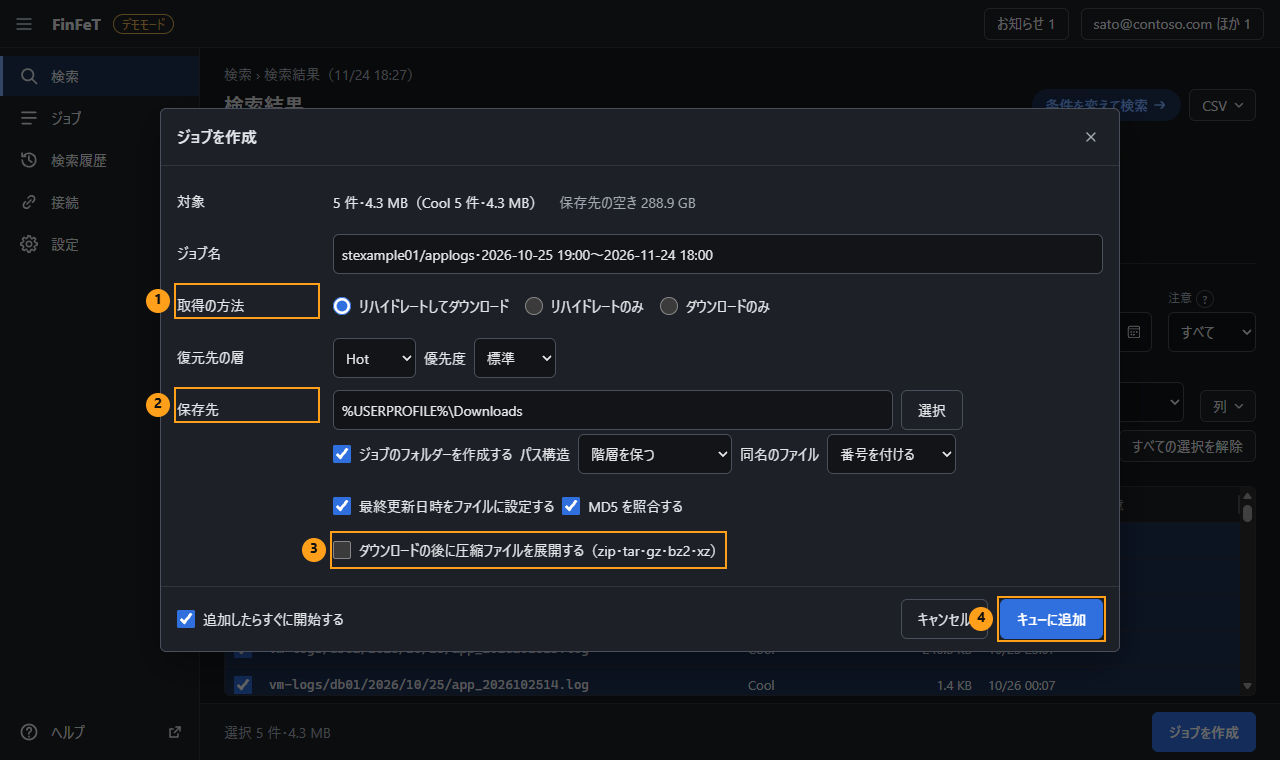 FinFeT デモモード お知らせ 1 sato@contoso.com ほか 1
検索
ジョブ
検索履歴
接続
設定
ヘルプ
検索 › 検索結果（11/24 18:27）
検索結果 条件を変えて検索 → CSV
ジョブを作成 ×
対象 5 件・4.3 MB（Cool 5 件・4.3 MB） 保存先の空き 288.9 GB
ジョブ名 stexample01/applogs・2026-10-25 19:00～2026-11-24 18:00
1 取得の方法 リハイドレートしてダウンロード リハイドレートのみ ダウンロードのみ
復元先の層 Hot 優先度 標準
2 保存先 %USERPROFILE%\Downloads 選択
ジョブのフォルダーを作成する パス構造 階層を保つ 同名のファイル 番号を付ける
最終更新日時をファイルに設定する MD5 を照合する
3 ダウンロードの後に圧縮ファイルを展開する（zip・tar・gz・bz2・xz）
追加したらすぐに開始する キャンセル 4 キューに追加
注意 ?
すべて
列
すべての選択を解除
vm-logs/db01/2026/10/25/app_2026102514.log Cool 1.4 KB 10/26 00:07
選択 5 件・4.3 MB ジョブを作成